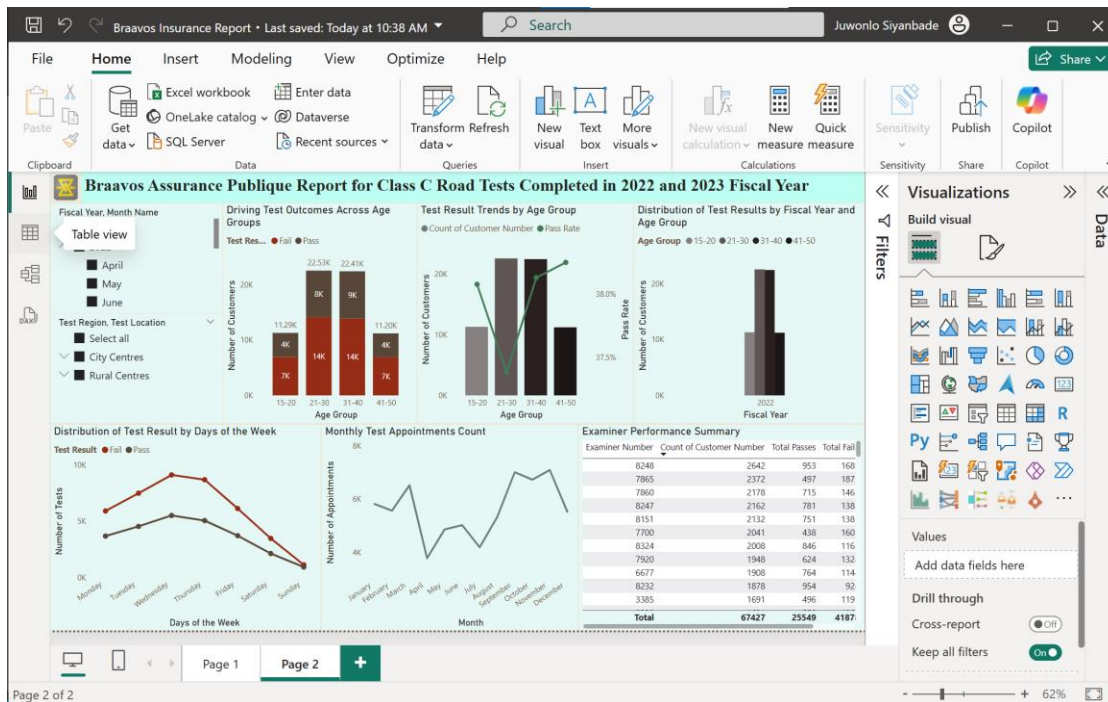 Braavos Insurance Report • Last saved: Today at 10:38 AM
Search
Juwonlo Siyanbade
File Home Insert Modeling View Optimize Help
Share
Paste
Clipboard
Get data
Excel workbook
OneLake catalog
SQL Server
Enter data
Dataverse
Recent sources
Data
Transform data
Refresh
Queries
New visual
Text box
More visuals
Insert
New visual calculation
New measure
Quick measure
Calculations
Sensitivity
Sensitivity
Publish
Share
Copilot
Copilot
Braavos Assurance Publique Report for Class C Road Tests Completed in 2022 and 2023 Fiscal Year
Fiscal Year, Month Name
Table view
April
May
June
Test Region, Test Location
Select all
City Centres
Rural Centres
Driving Test Outcomes Across Age Groups
Test Res... Fail Pass
Number of Customers
20K
10K
0K
11.29K
4K
7K
22.53K
8K
14K
22.41K
9K
14K
11.20K
4K
7K
15-20 21-30 31-40 41-50
Age Group
Test Result Trends by Age Group
Count of Customer Number Pass Rate
Number of Customers
20K
10K
0K
38.0%
37.5%
Pass Rate
15-20 21-30 31-40 41-50
Age Group
Distribution of Test Results by Fiscal Year and Age Group
Age Group 15-20 21-30 31-40 41-50
Number of Customers
20K
10K
0K
2022
Fiscal Year
Distribution of Test Result by Days of the Week
Test Result Fail Pass
Number of Tests
10K
5K
0K
Monday Tuesday Wednesday Thursday Friday Saturday Sunday
Days of the Week
Monthly Test Appointments Count
Number of Appointments
8K
6K
4K
January February March April May June July August September October November December
Month
Examiner Performance Summary
Examiner Number Count of Customer Number Total Passes Total Fail
8248 2642 953 168
7865 2372 497 187
7860 2178 715 146
8247 2162 781 138
8151 2132 751 138
7700 2041 438 160
8324 2008 846 116
7920 1948 624 132
6677 1908 764 114
8232 1878 954 92
3385 1691 496 119
Total 67427 25549 4187
Filters
Visualizations
Build visual
123
R
Py
123
Values
Add data fields here
Drill through
Cross-report Off
Keep all filters On
Data
DAX
Page 1
Page 2
Page 2 of 2
- + 62%